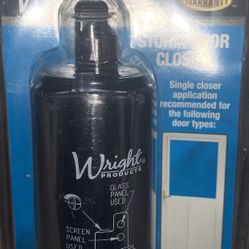 WARRANTY
STORM DOOR
CLOSER
Single closer
application
recommended for
the following
door types:
Wright®
PRODUCTS
GLASS
PANEL
USED
SCREEN
PANEL
USED